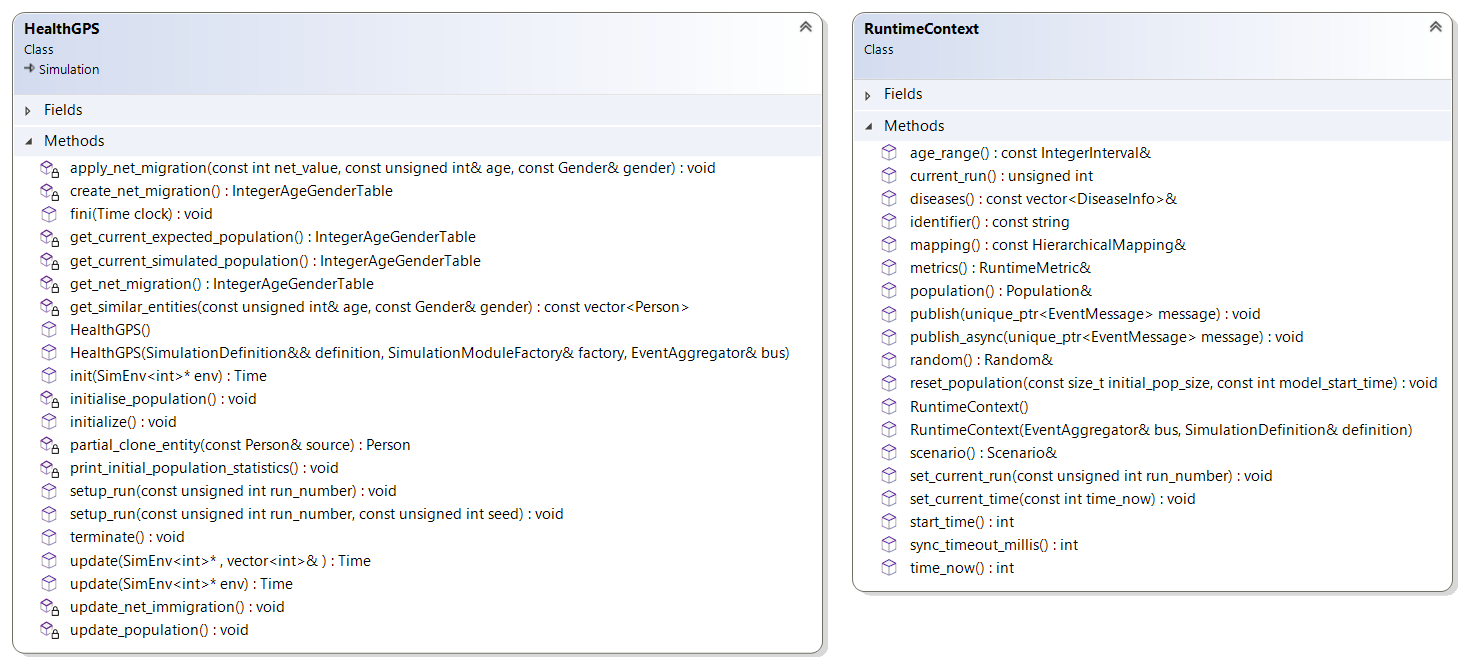 HealthGPS
Class
Simulation
Fields
Methods
apply_net_migration(const int net_value, const unsigned int& age, const Gender& gender) : void
create_net_migration() : IntegerAgeGenderTable
fini(Time clock) : void
get_current_expected_population() : IntegerAgeGenderTable
get_current_simulated_population() : IntegerAgeGenderTable
get_net_migration() : IntegerAgeGenderTable
get_similar_entities(const unsigned int& age, const Gender& gender) : const vector<Person>
HealthGPS()
HealthGPS(SimulationDefinition&& definition, SimulationModuleFactory& factory, EventAggregator& bus)
init(SimEnv<int>* env) : Time
initialise_population() : void
initialize() : void
partial_clone_entity(const Person& source) : Person
print_initial_population_statistics() : void
setup_run(const unsigned int run_number) : void
setup_run(const unsigned int run_number, const unsigned int seed) : void
terminate() : void
update(SimEnv<int>* , vector<int>& ) : Time
update(SimEnv<int>* env) : Time
update_net_immigration() : void
update_population() : void
RuntimeContext
Class
Fields
Methods
age_range() : const IntegerInterval&
current_run() : unsigned int
diseases() : const vector<DiseaseInfo>&
identifier() : const string
mapping() : const HierarchicalMapping&
metrics() : RuntimeMetric&
population() : Population&
publish(unique_ptr<EventMessage> message) : void
publish_async(unique_ptr<EventMessage> message) : void
random() : Random&
reset_population(const size_t initial_pop_size, const int model_start_time) : void
RuntimeContext()
RuntimeContext(EventAggregator& bus, SimulationDefinition& definition)
scenario() : Scenario&
set_current_run(const unsigned int run_number) : void
set_current_time(const int time_now) : void
start_time() : int
sync_timeout_millis() : int
time_now() : int